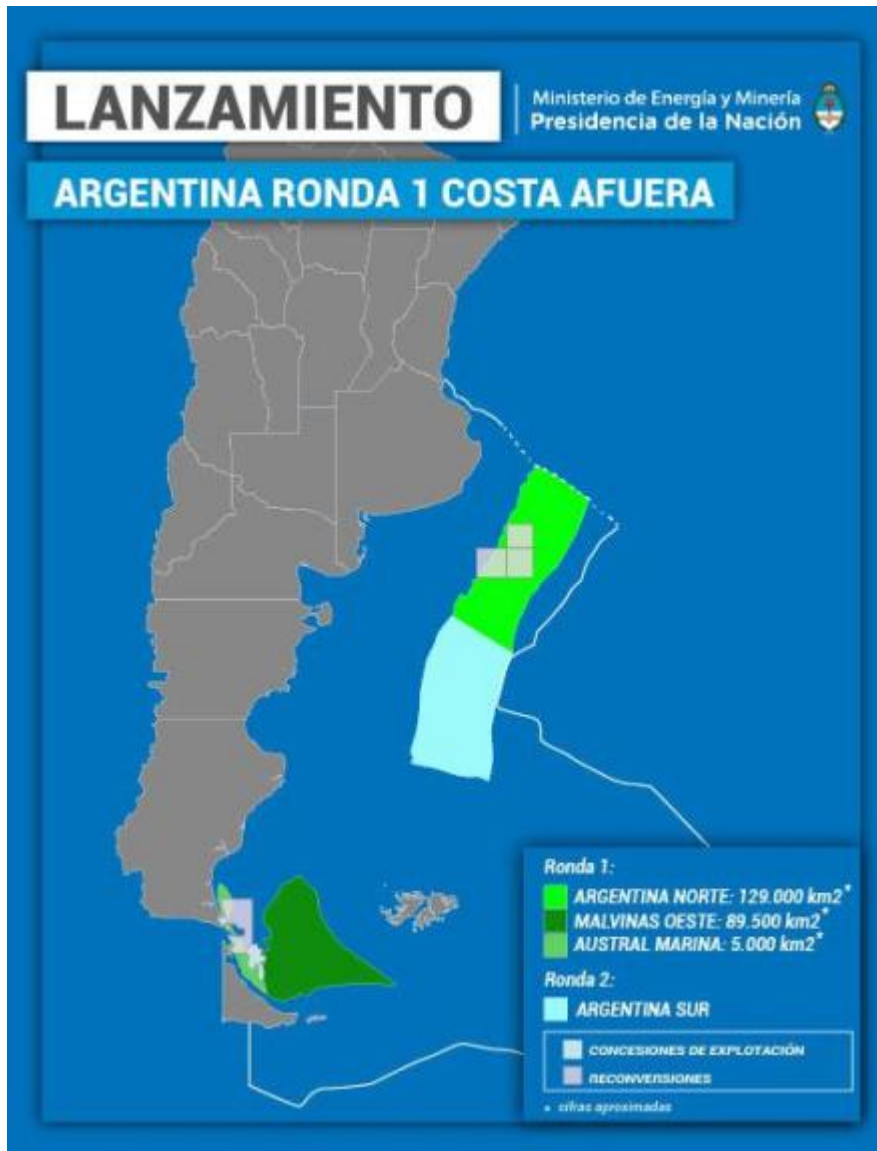 LANZAMIENTO
Ministerio de Energía y Minería
Presidencia de la Nación
ARGENTINA RONDA 1 COSTA AFUERA
Ronda 1:
ARGENTINA NORTE: 129.000 km2*
MALVINAS OESTE: 89.500 km2*
AUSTRAL MARINA: 5.000 km2*
Ronda 2:
ARGENTINA SUR
CONCESIONES DE EXPLOTACIÓN
RECONVERSIONES
* cifras aproximadas